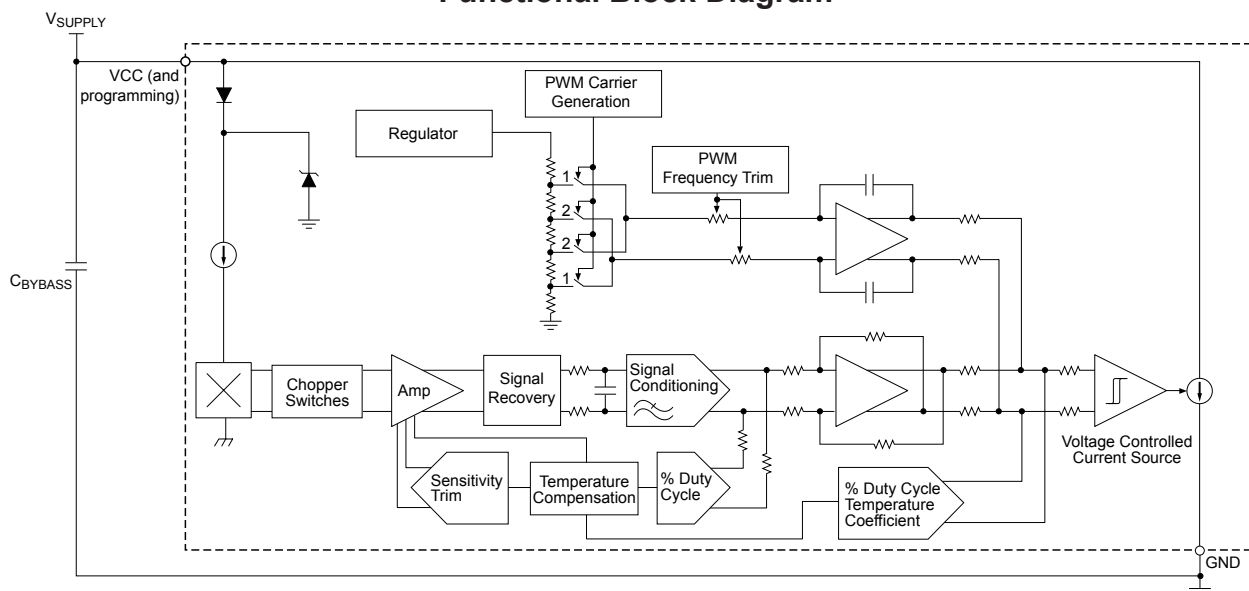 Functional Block Diagram
VSUPPLY
VCC (and
programming)
PWM Carrier
Generation
Regulator
PWM
Frequency Trim
1
2
2
1
CBYBASS
Chopper
Switches
Amp
Signal
Recovery
Signal
Conditioning
Voltage Controlled
Current Source
Sensitivity
Trim
Temperature
Compensation
% Duty
Cycle
% Duty Cycle
Temperature
Coefficient
GND